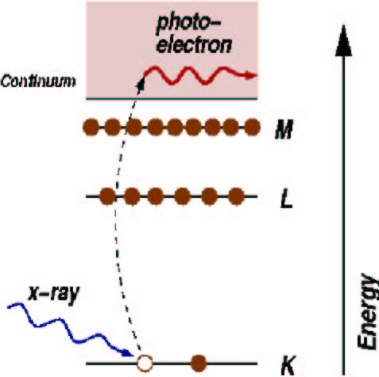 photo-
electron
Continuum
M
L
x-ray
K
Energy